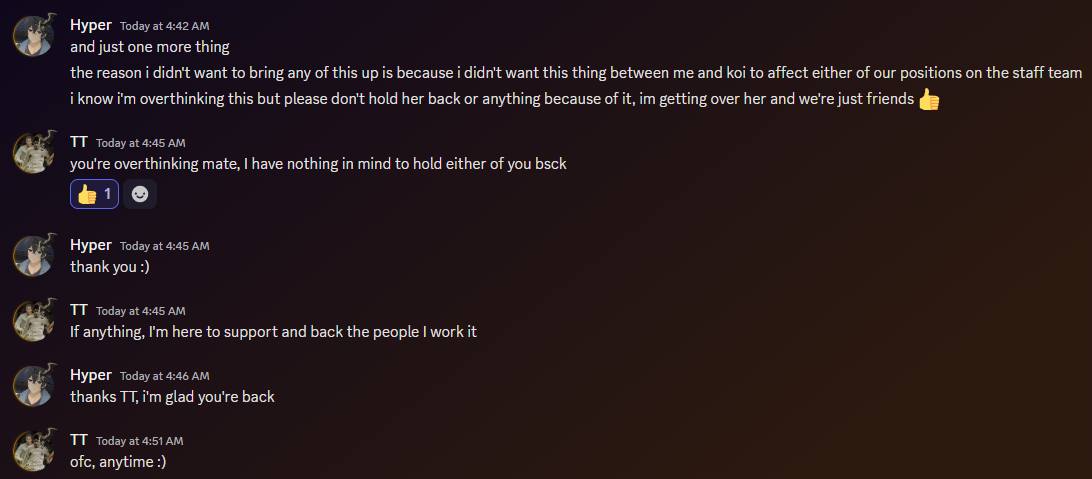 Hyper Today at 4:42 AM
and just one more thing
the reason i didn't want to bring any of this up is because i didn't want this thing between me and koi to affect either of our positions on the staff team
i know i'm overthinking this but please don't hold her back or anything because of it, im getting over her and we're just friends 👍
TT Today at 4:45 AM
you're overthinking mate, I have nothing in mind to hold either of you bsck
👍 1
Hyper Today at 4:45 AM
thank you :)
TT Today at 4:45 AM
If anything, I'm here to support and back the people I work it
Hyper Today at 4:46 AM
thanks TT, i'm glad you're back
TT Today at 4:51 AM
ofc, anytime :)